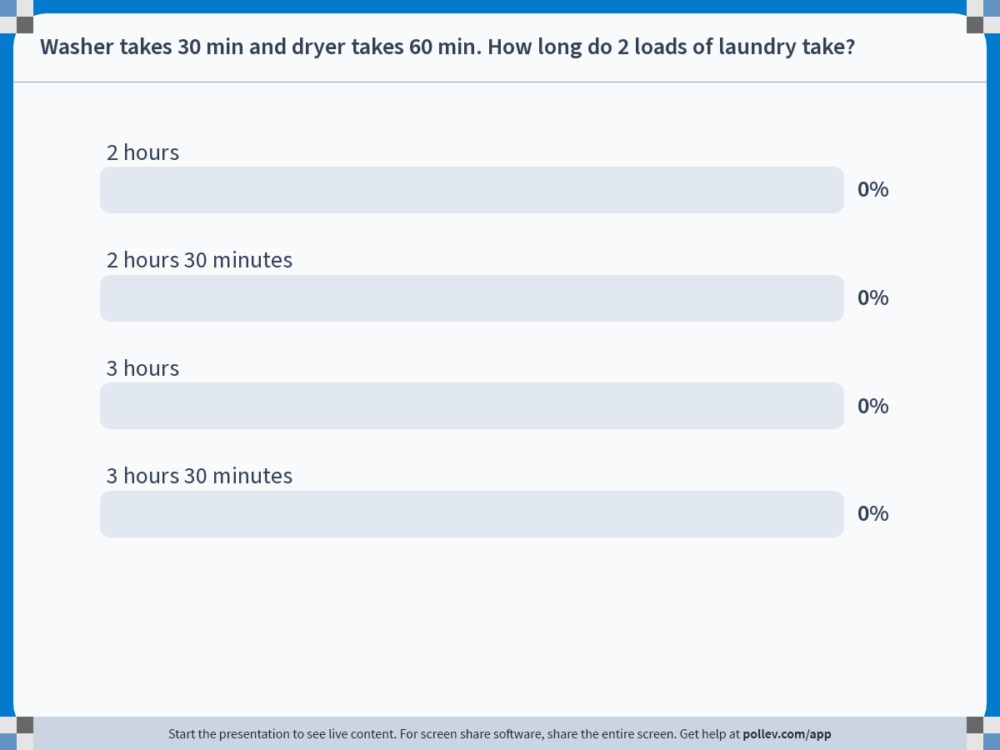 Washer takes 30 min and dryer takes 60 min. How long do 2 loads of laundry take?
2 hours
0%
2 hours 30 minutes
0%
3 hours
0%
3 hours 30 minutes
0%
Start the presentation to see live content. For screen share software, share the entire screen. Get help at pollev.com/app